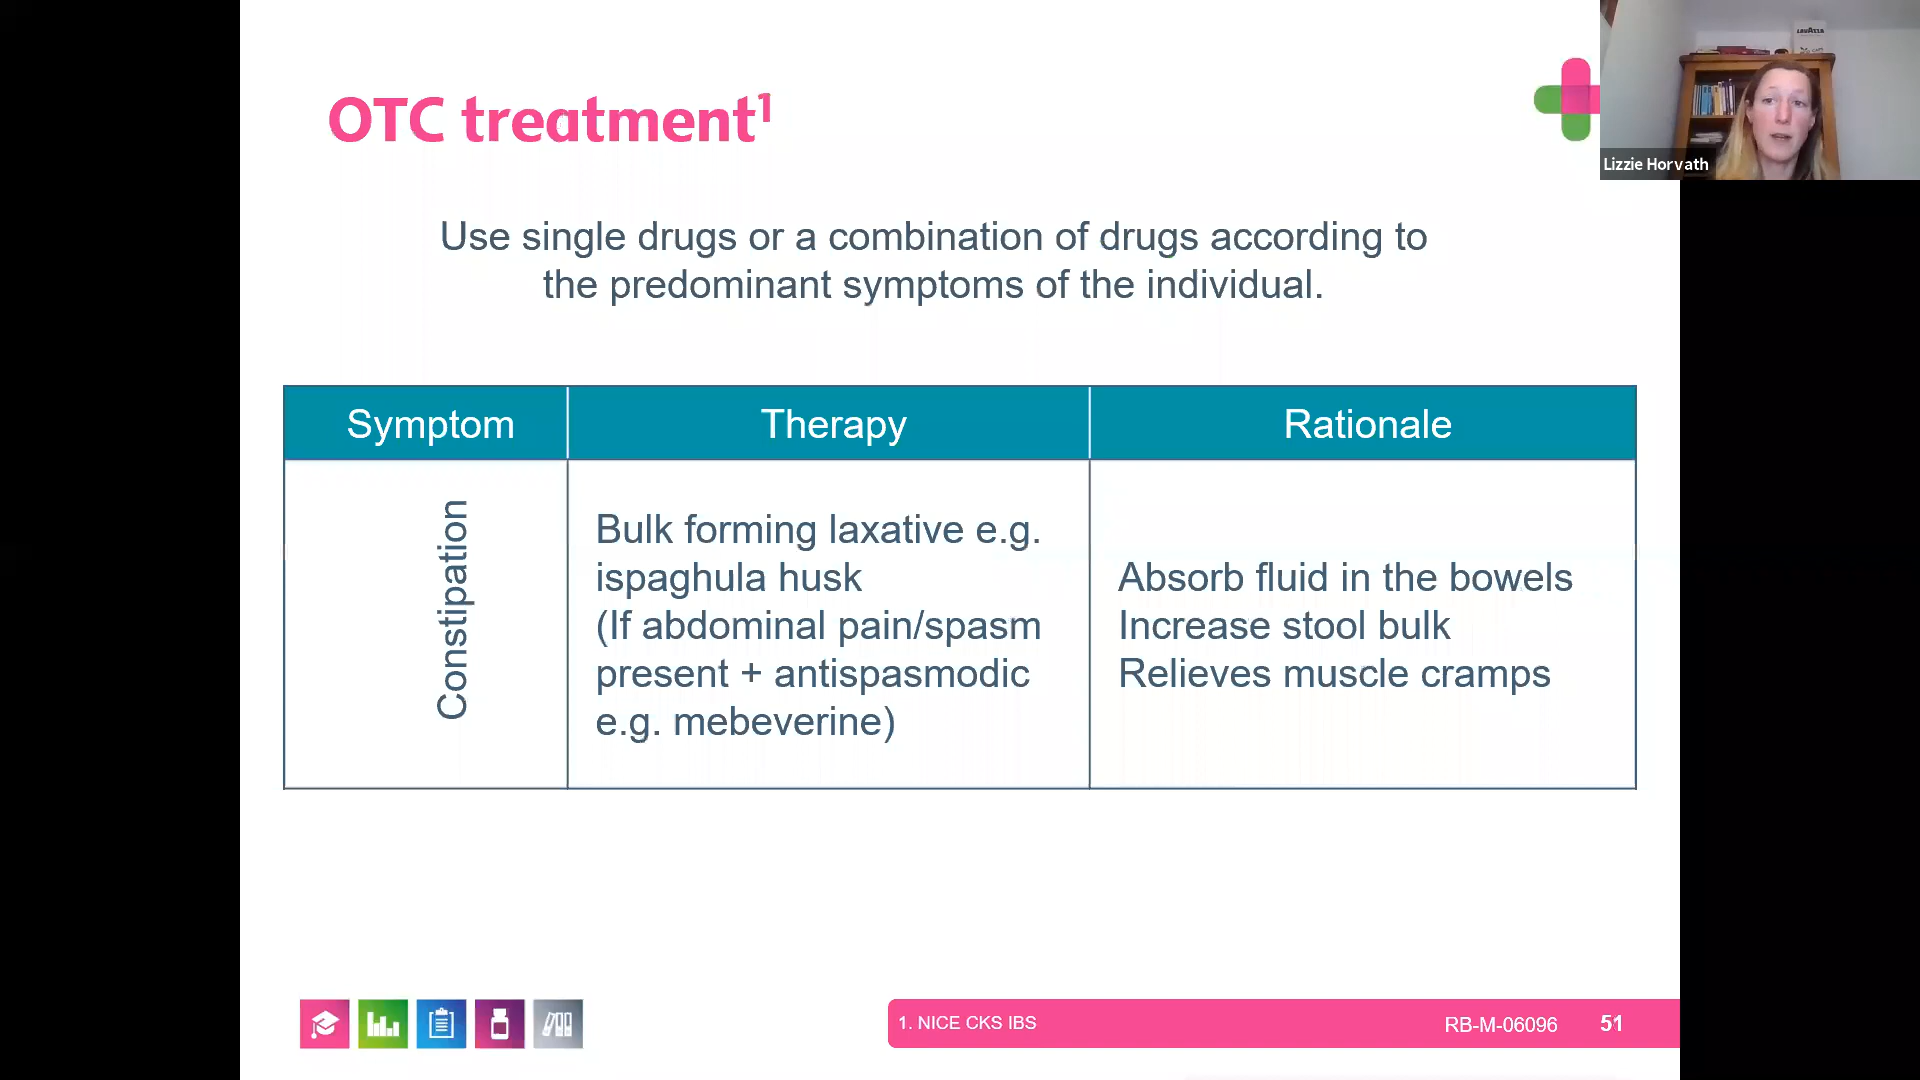 OTC treatment¹
LAVAZZA
Lizzie Horvath
Use single drugs or a combination of drugs according to
the predominant symptoms of the individual.
Symptom
Therapy
Rationale
Constipation
Bulk forming laxative e.g.
ispaghula husk
(If abdominal pain/spasm
present + antispasmodic
e.g. mebeverine)
Absorb fluid in the bowels
Increase stool bulk
Relieves muscle cramps
1. NICE CKS IBS
RB-M-06096
51